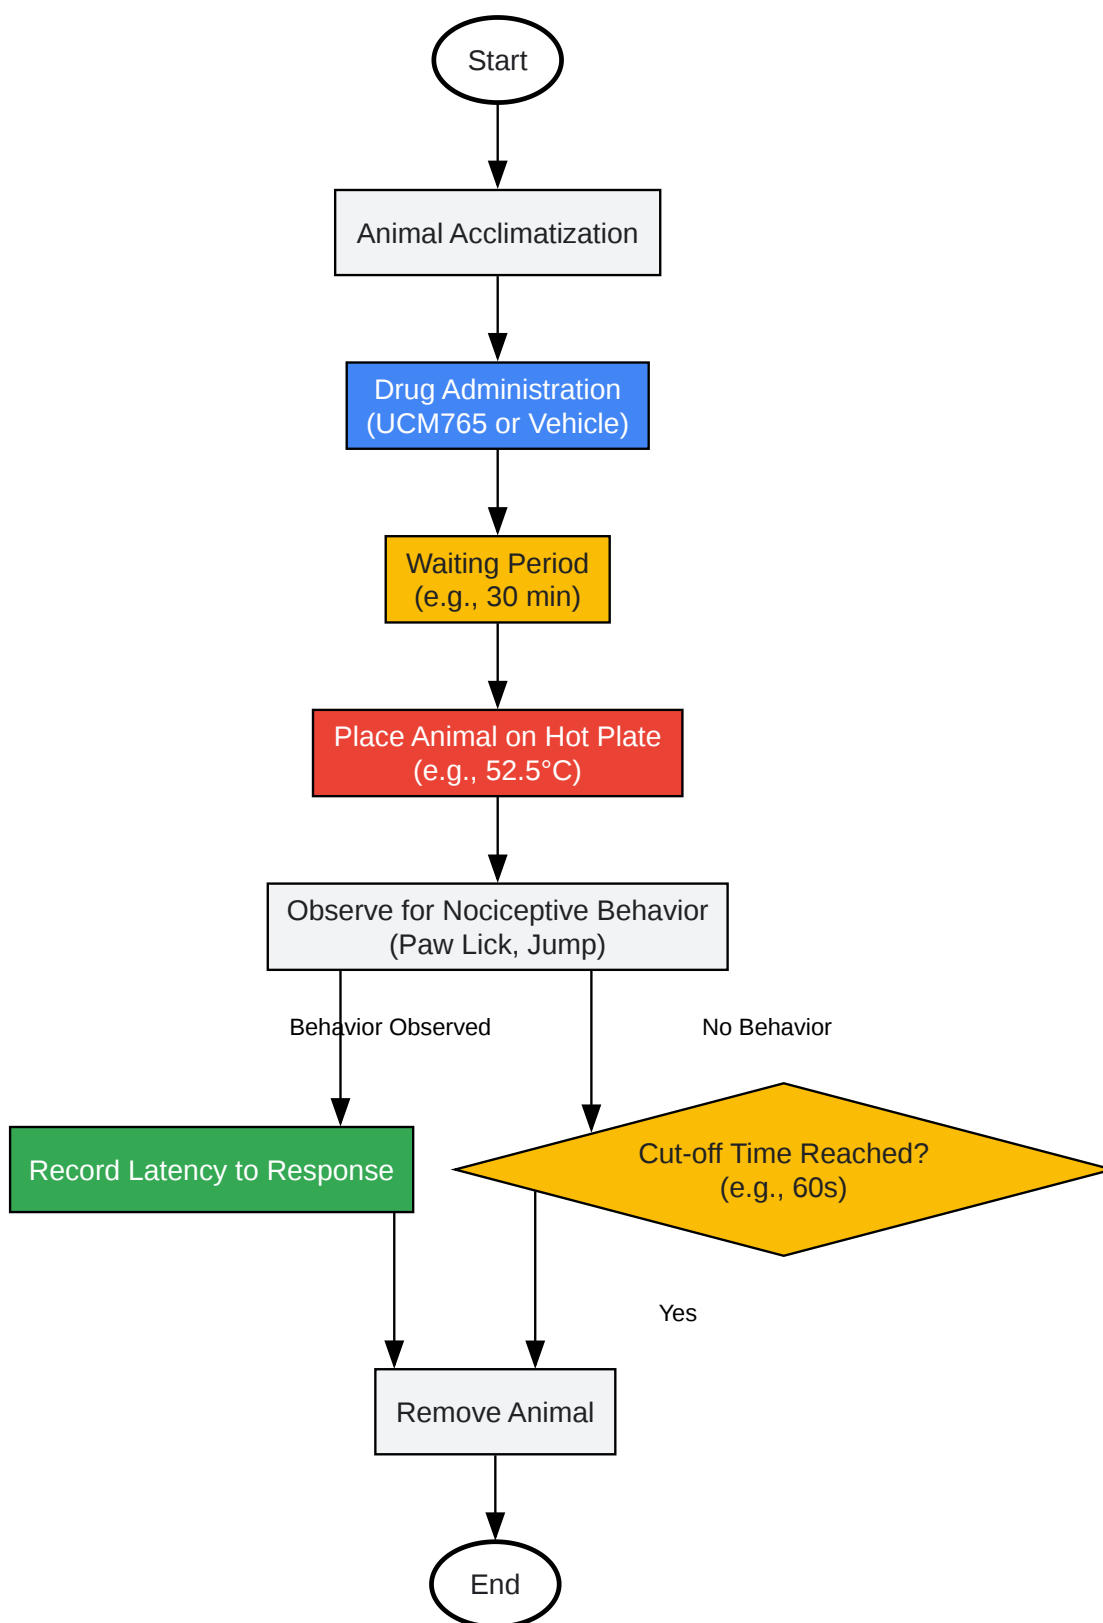 Start
Animal Acclimatization
Drug Administration
(UCM765 or Vehicle)
Waiting Period
(e.g., 30 min)
Place Animal on Hot Plate
(e.g., 52.5°C)
Observe for Nociceptive Behavior
(Paw Lick, Jump)
Behavior Observed
No Behavior
Record Latency to Response
Cut-off Time Reached?
(e.g., 60s)
Yes
Remove Animal
End